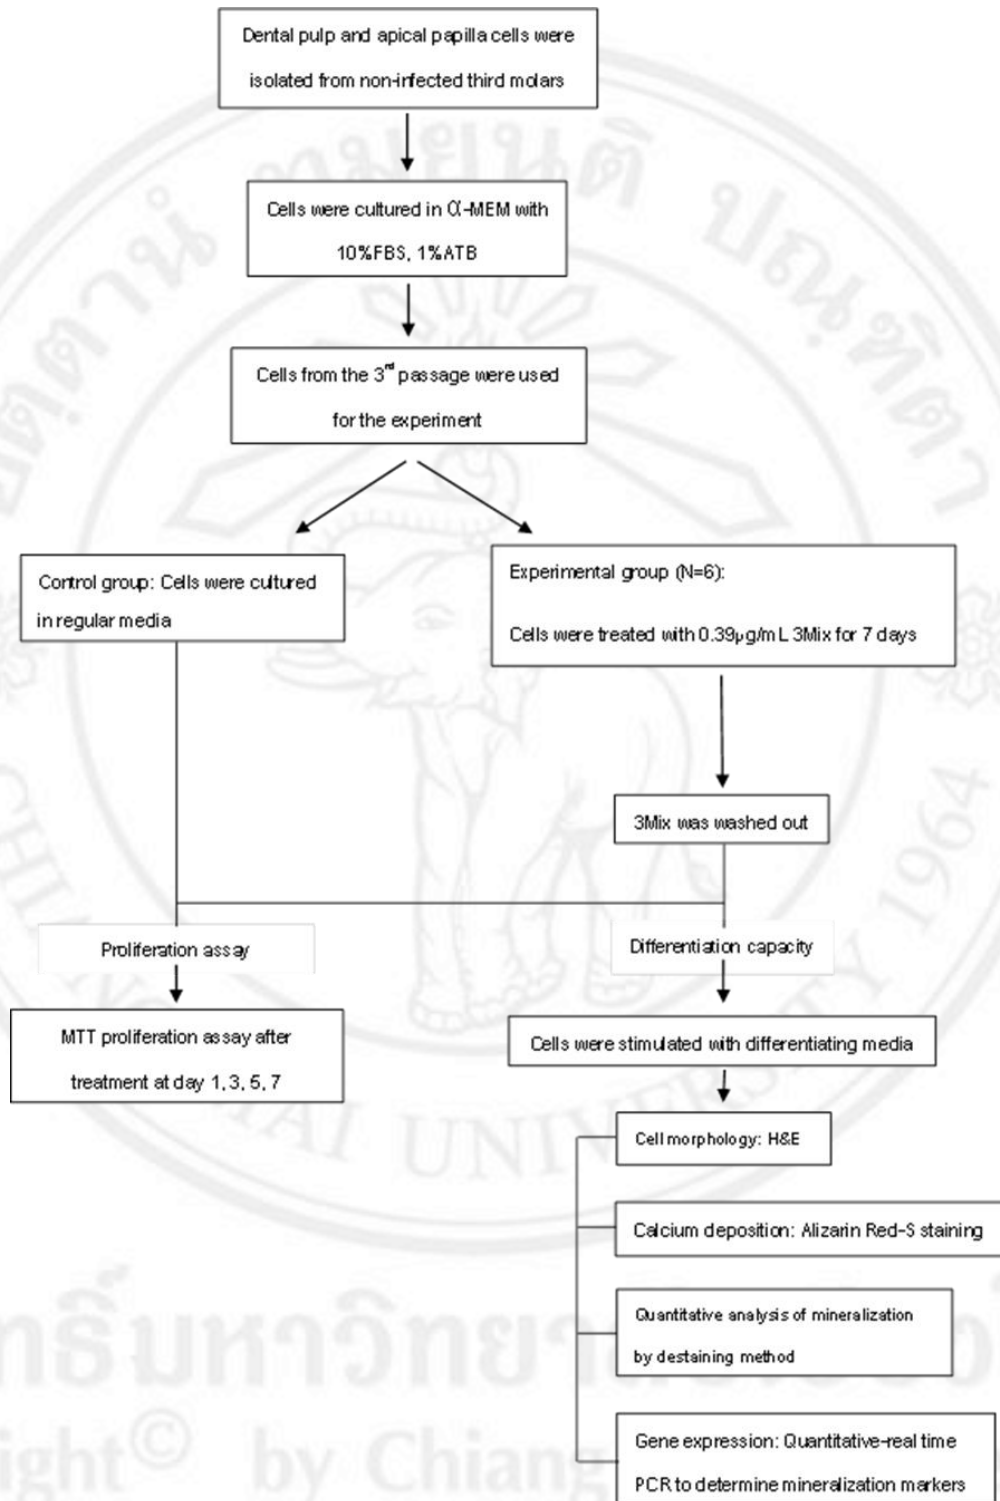 Dental pulp and apical papilla cells were
isolated from non-infected third molars
Cells were cultured in α-MEM with
10%FBS, 1%ATB
Cells from the 3rd passage were used
for the experiment
Control group: Cells were cultured
in regular media
Experimental group (N=6):
Cells were treated with 0.39µg/mL 3Mix for 7 days
3Mix was washed out
Proliferation assay
Differentiation capacity
MTT proliferation assay after
treatment at day 1, 3, 5, 7
Cells were stimulated with differentiating media
Cell morphology: H&E
Calcium deposition: Alizarin Red-S staining
Quantitative analysis of mineralization
by destaining method
Gene expression: Quantitative-real time
PCR to determine mineralization markers
UNIVERSITY 1964
© by Chiang